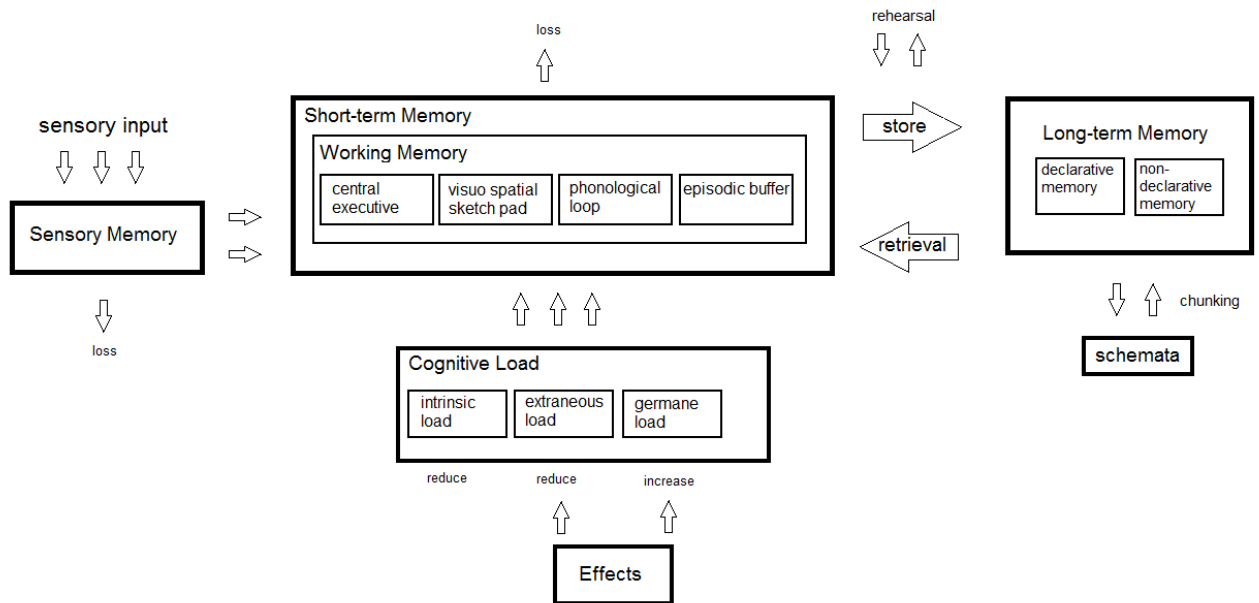 rehearsal
loss
sensory input
Short-term Memory
store
Long-term Memory
Working Memory
central
executive
visuo spatial
sketch pad
phonological
loop
episodic buffer
declarative
memory
non-
declarative
memory
Sensory Memory
retrieval
loss
chunking
schemata
Cognitive Load
intrinsic
load
extraneous
load
germane
load
reduce
reduce
increase
Effects